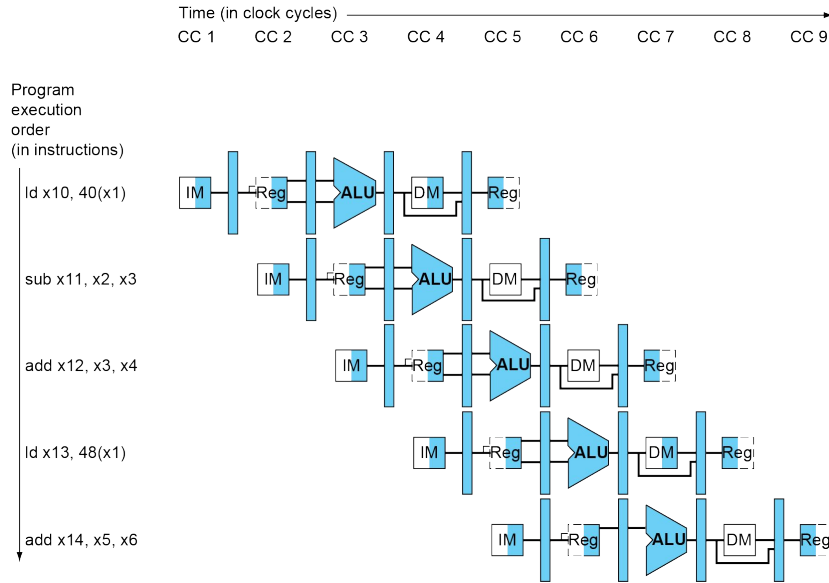 Time (in clock cycles)
CC 1 CC 2 CC 3 CC 4 CC 5 CC 6 CC 7 CC 8 CC 9
Program
execution
order
(in instructions)
ld x10, 40(x1) IM Reg ALU DM Reg
sub x11, x2, x3 IM Reg ALU DM Reg
add x12, x3, x4 IM Reg ALU DM Reg
ld x13, 48(x1) IM Reg ALU DM Reg
add x14, x5, x6 IM Reg ALU DM Reg